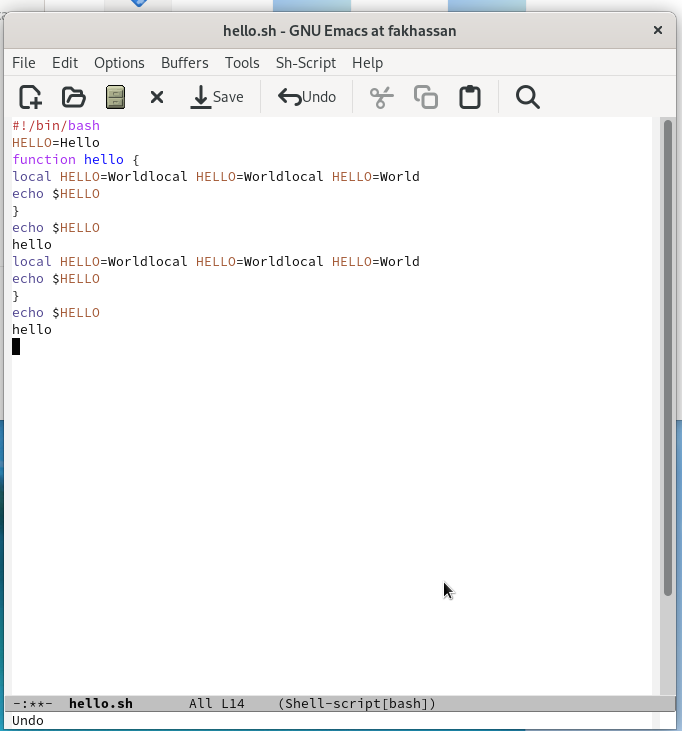 hello.sh - GNU Emacs at fakhassan
File Edit Options Buffers Tools Sh-Script Help
Save Undo
#!/bin/bash
HELLO=Hello
function hello {
local HELLO=Worldlocal HELLO=Worldlocal HELLO=World
echo $HELLO
}
echo $HELLO
hello
local HELLO=Worldlocal HELLO=Worldlocal HELLO=World
echo $HELLO
}
echo $HELLO
hello
-:**- hello.sh All L14 (Shell-script[bash])
Undo